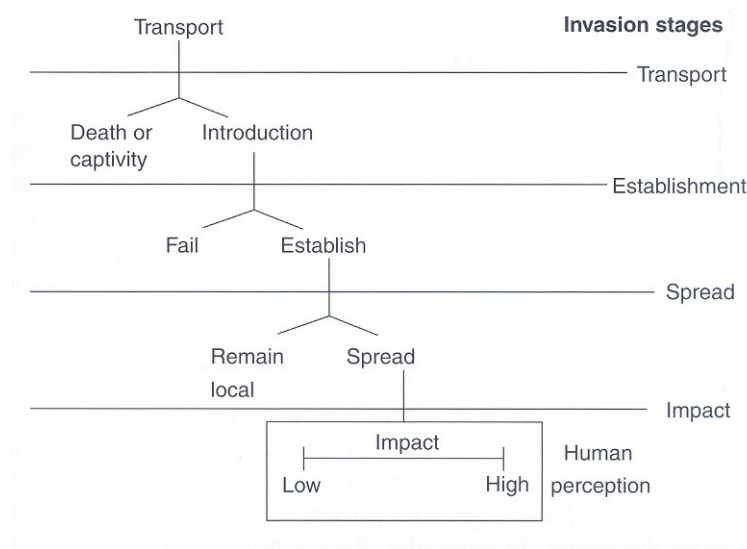 Transport
Invasion stages
Transport
Death or
captivity
Introduction
Establishment
Fail
Establish
Spread
Remain
local
Spread
Impact
Impact
Low
High
Human
perception